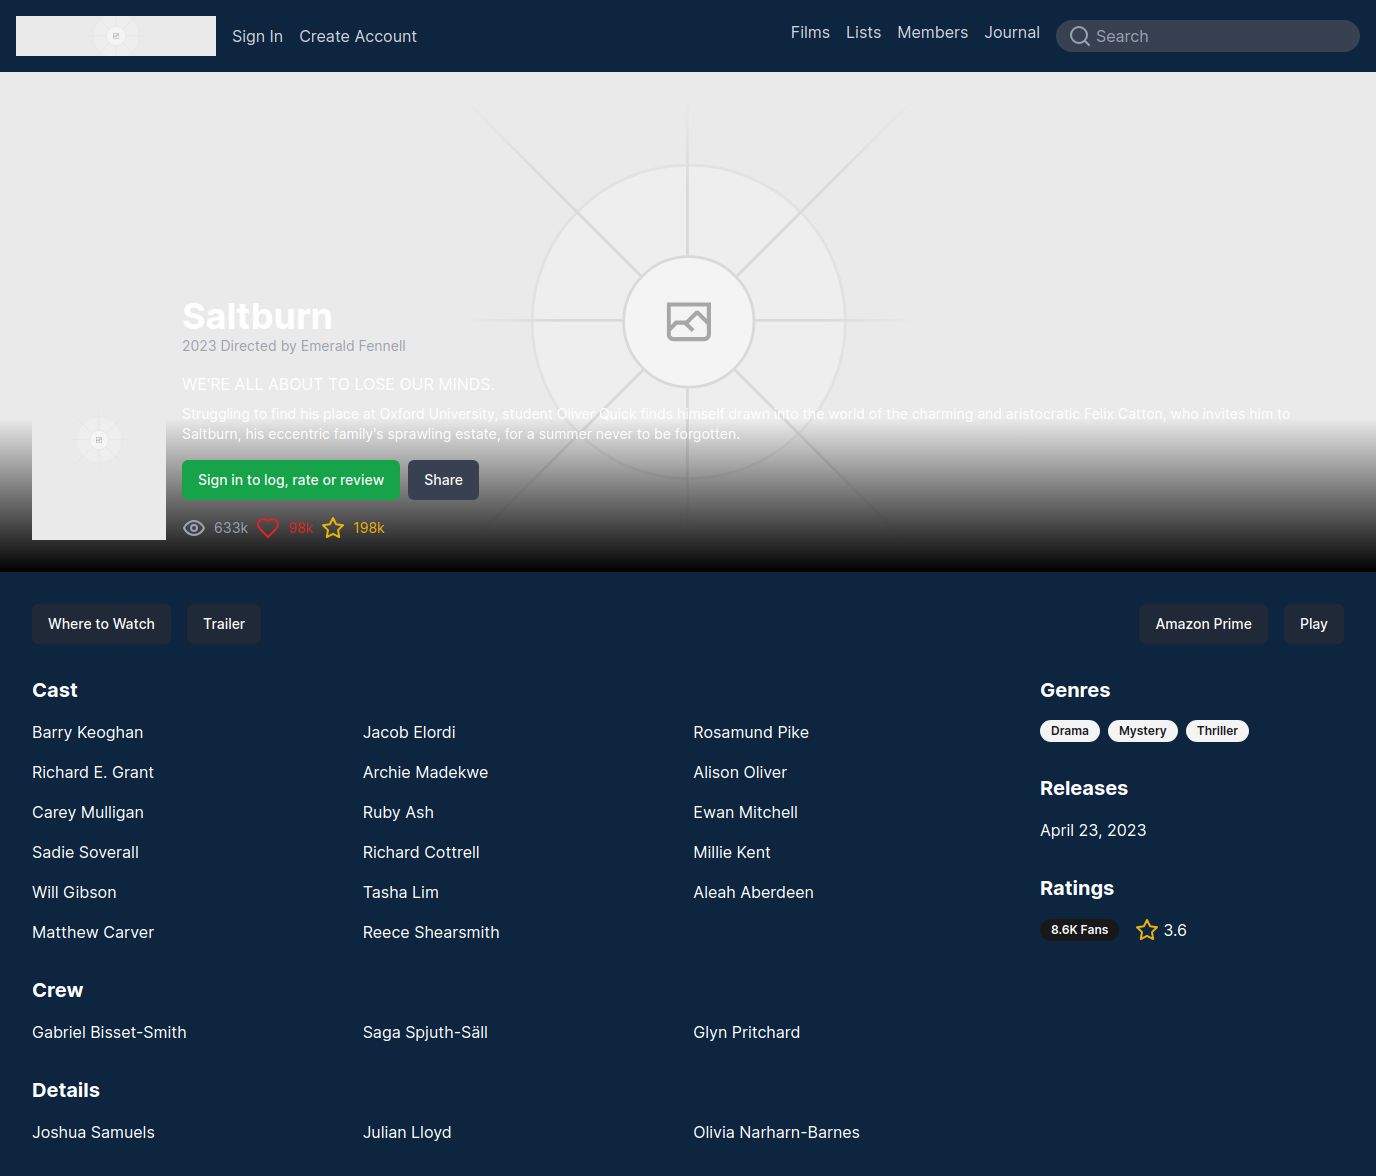 Sign In Create Account Films Lists Members Journal Search
Saltburn
2023 Directed by Emerald Fennell
WE'RE ALL ABOUT TO LOSE OUR MINDS.
Struggling to find his place at Oxford University, student Oliver Quick finds himself drawn into the world of the charming and aristocratic Felix Catton, who invites him to
Saltburn, his eccentric family's sprawling estate, for a summer never to be forgotten.
Sign in to log, rate or review Share
633k 98k 198k
Where to Watch Trailer Amazon Prime Play
Cast
Barry Keoghan Jacob Elordi Rosamund Pike
Richard E. Grant Archie Madekwe Alison Oliver
Carey Mulligan Ruby Ash Ewan Mitchell
Sadie Soverall Richard Cottrell Millie Kent
Will Gibson Tasha Lim Aleah Aberdeen
Matthew Carver Reece Shearsmith
Crew
Gabriel Bisset-Smith Saga Spjuth-Säll Glyn Pritchard
Details
Joshua Samuels Julian Lloyd Olivia Narharn-Barnes
Genres
Drama Mystery Thriller
Releases
April 23, 2023
Ratings
8.6K Fans 3.6